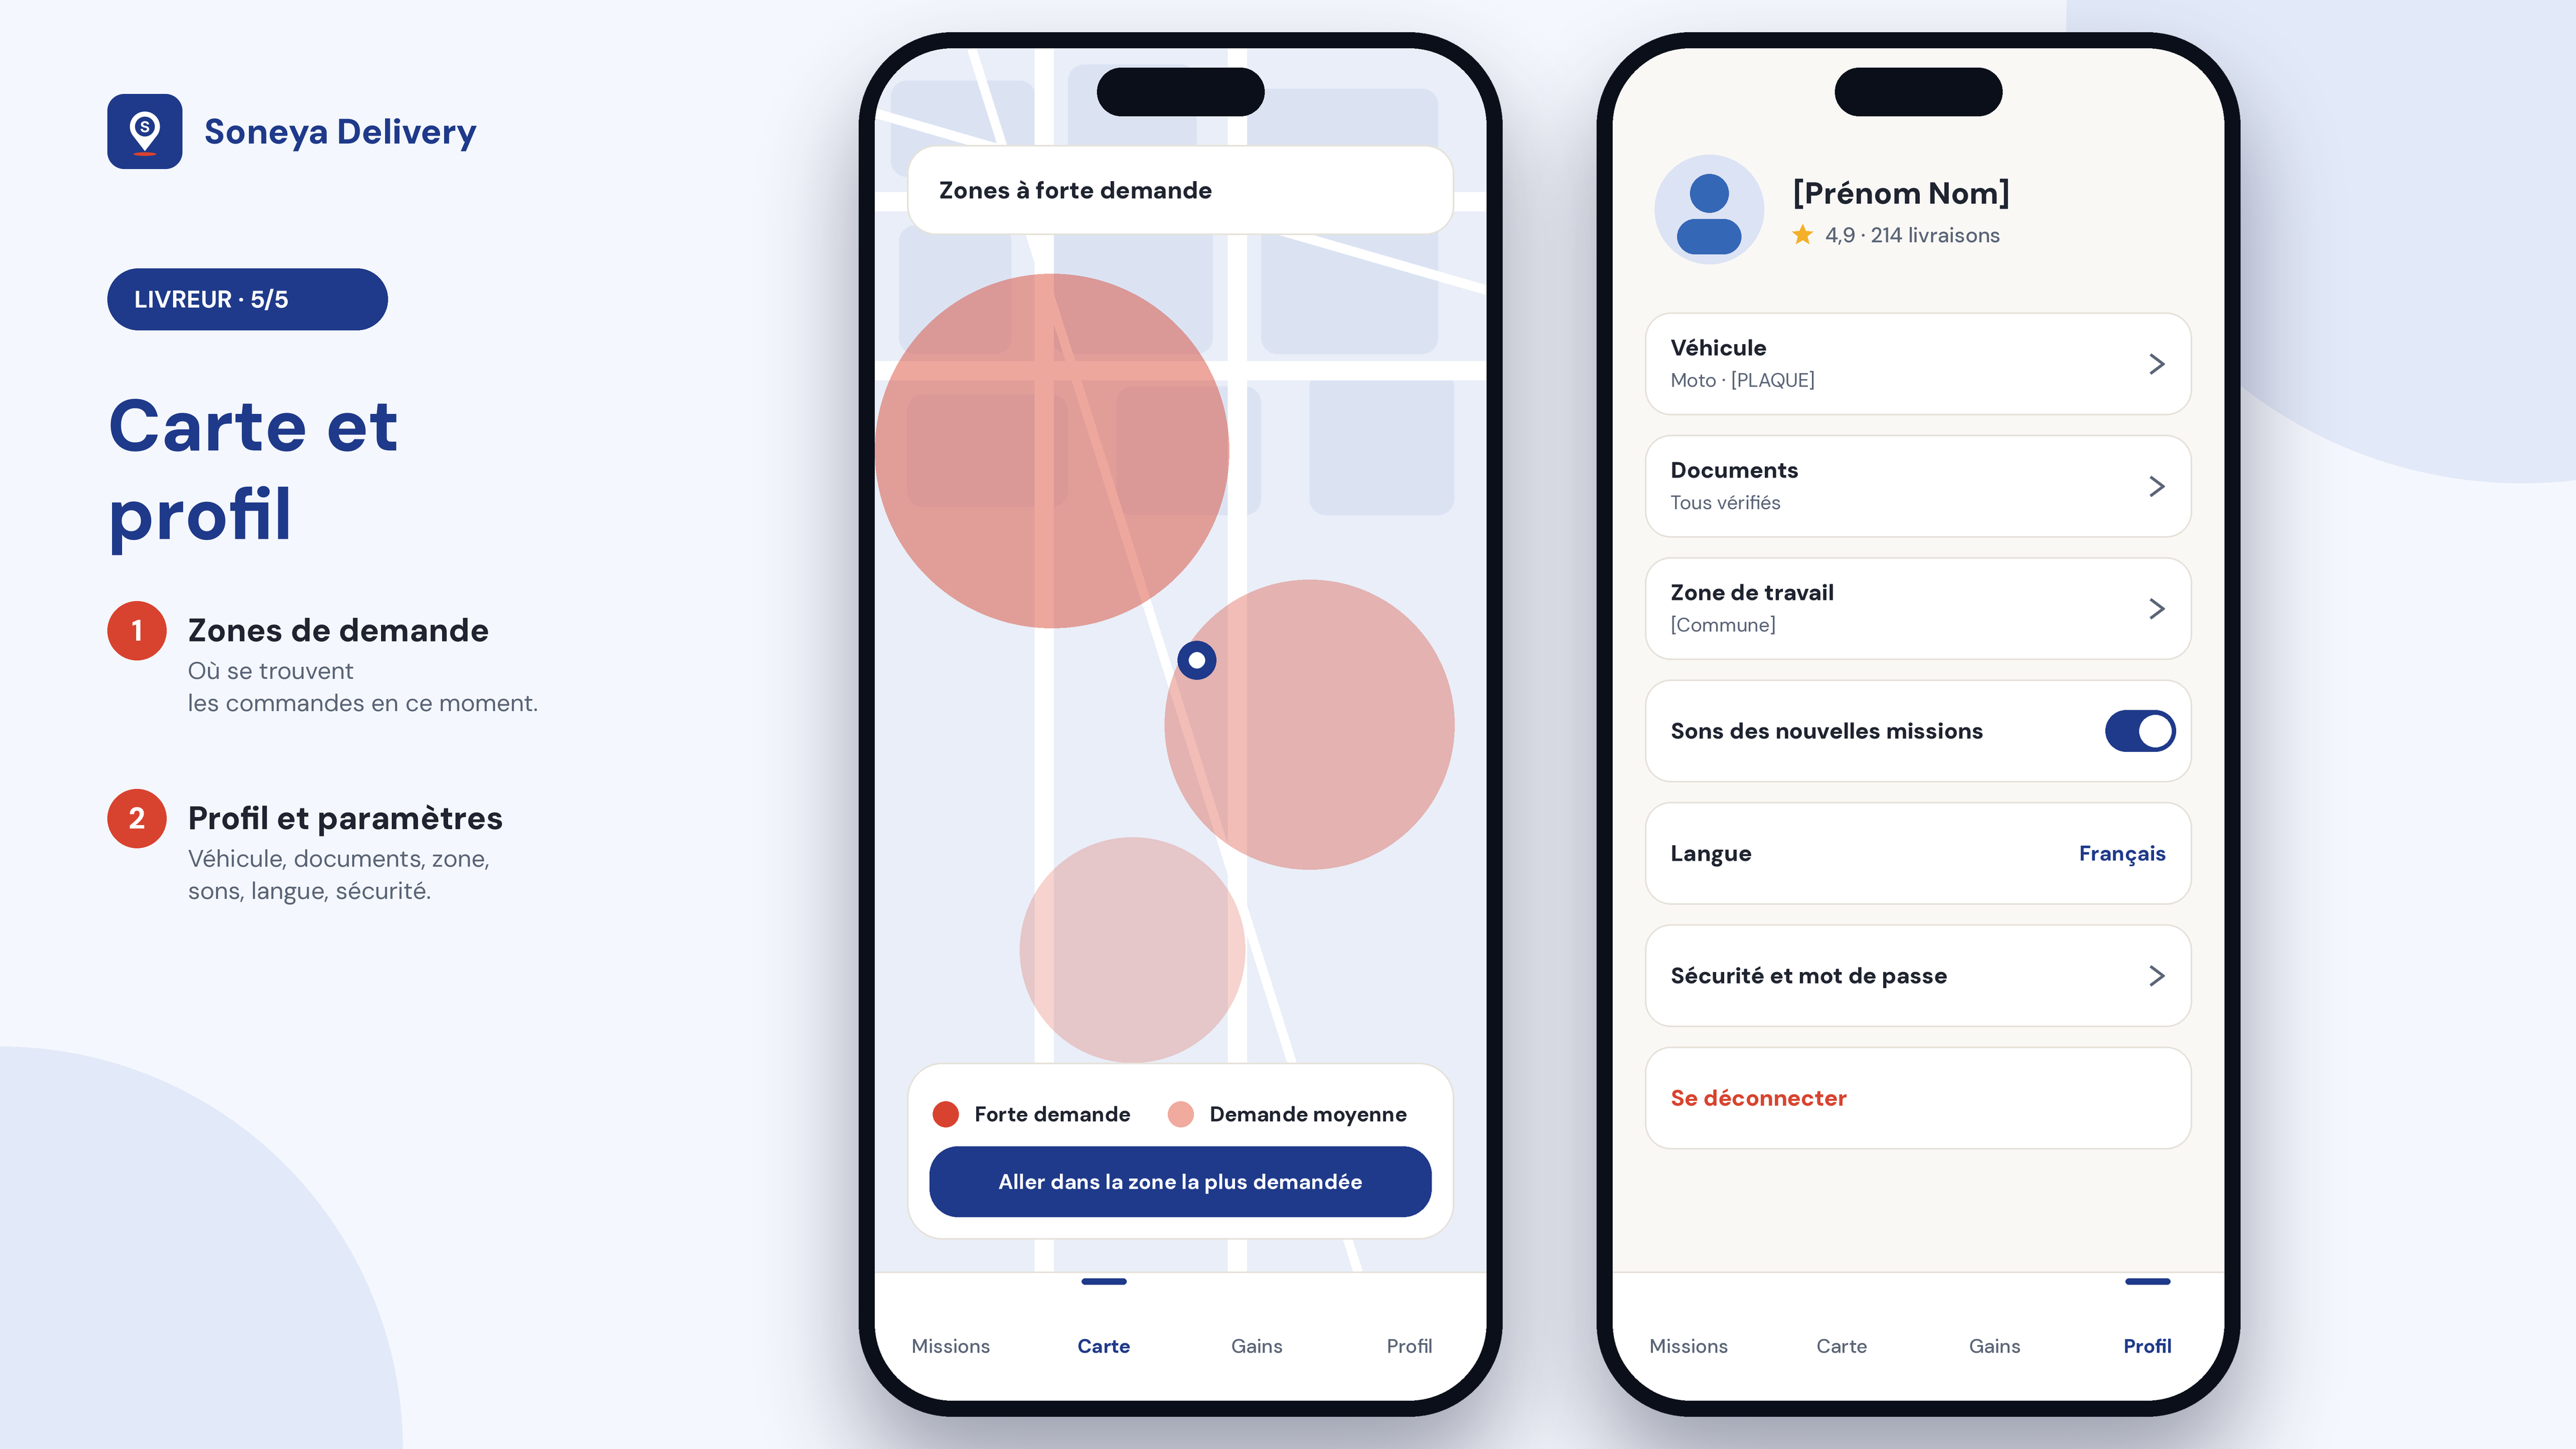 S
Soneya Delivery
LIVREUR · 5/5
Carte et
profil
1
Zones de demande
Où se trouvent
les commandes en ce moment.
2
Profil et paramètres
Véhicule, documents, zone,
sons, langue, sécurité.
Zones à forte demande
Forte demande
Demande moyenne
Aller dans la zone la plus demandée
Missions
Carte
Gains
Profil
[Prénom Nom]
4,9 · 214 livraisons
Véhicule
Moto · [PLAQUE]
Documents
Tous vérifiés
Zone de travail
[Commune]
Sons des nouvelles missions
Langue
Français
Sécurité et mot de passe
Se déconnecter
Missions
Carte
Gains
Profil